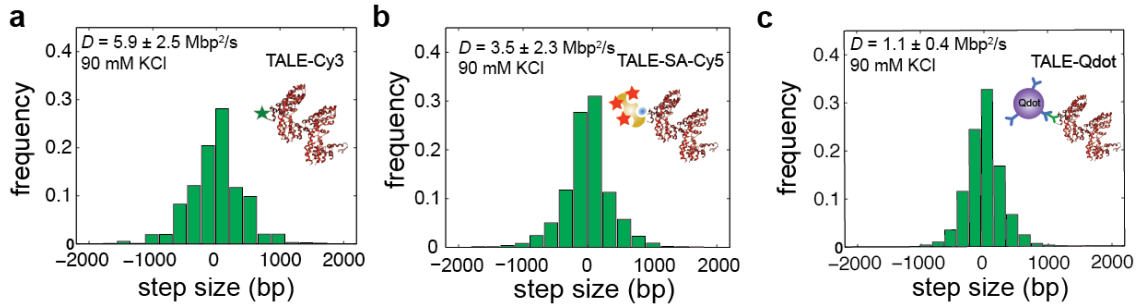 a
D = 5.9 ± 2.5 Mbp²/s
90 mM KCl
TALE-Cy3
0.4
0.3
0.2
0.1
0
frequency
−2000 −1000 0 1000 2000
step size (bp)
b
D = 3.5 ± 2.3 Mbp²/s
90 mM KCl
TALE-SA-Cy5
0.4
0.3
0.2
0.1
0
frequency
−2000 −1000 0 1000 2000
step size (bp)
c
D = 1.1 ± 0.4 Mbp²/s
90 mM KCl
TALE-Qdot
Qdot
0.4
0.3
0.2
0.1
0
frequency
−2000 −1000 0 1000 2000
step size (bp)